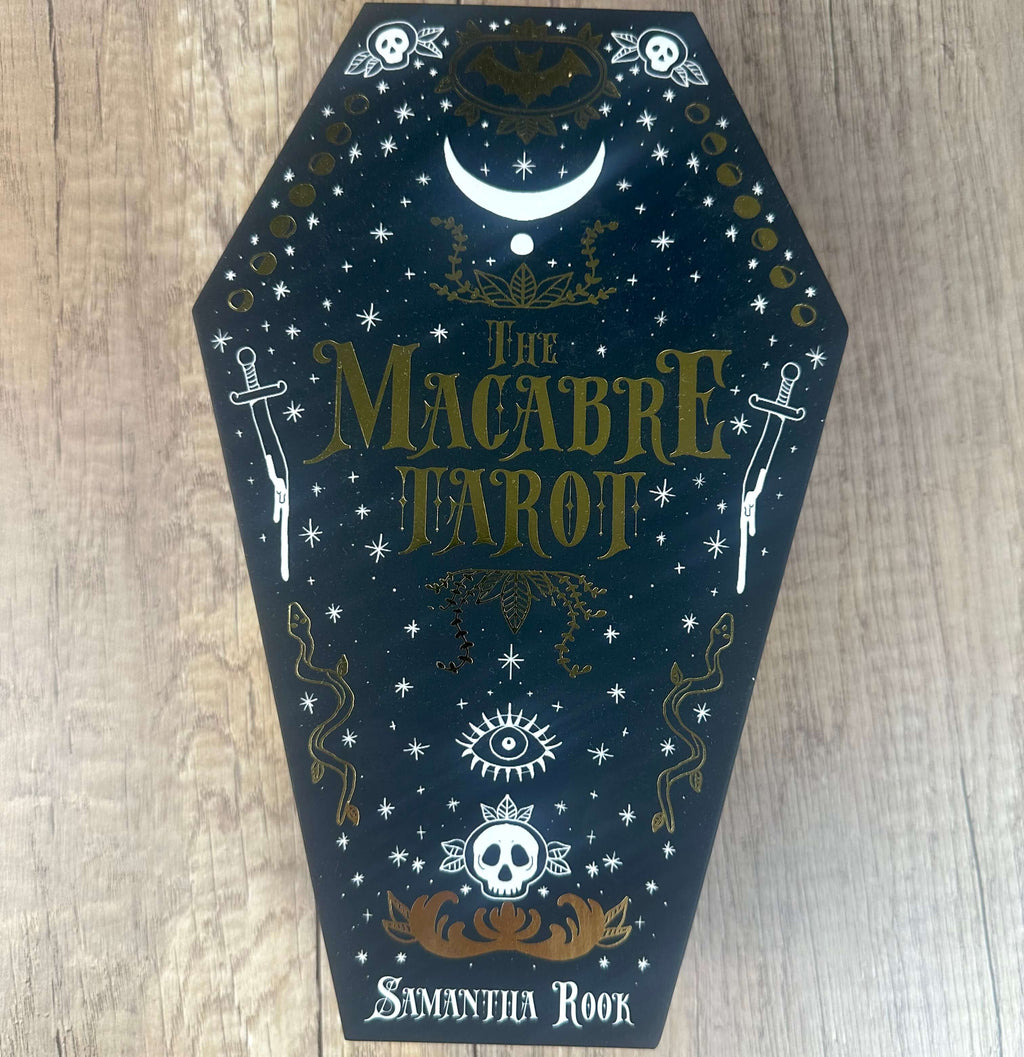 The
Macabre
Tarot
Samantha Rook